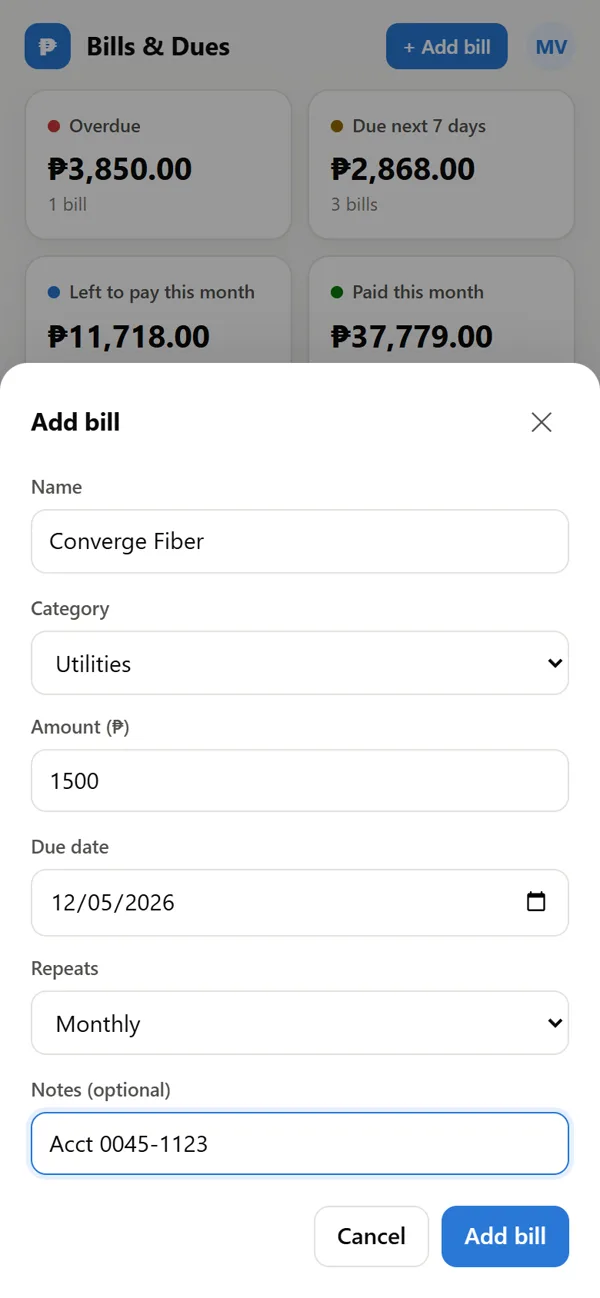 ₱ Bills & Dues + Add bill MV
Overdue Due next 7 days
₱3,850.00 ₱2,868.00
1 bill 3 bills
Left to pay this month Paid this month
₱11,718.00 ₱37,779.00
Add bill
Name
Converge Fiber
Category
Utilities
Amount (₱)
1500
Due date
12/05/2026
Repeats
Monthly
Notes (optional)
Acct 0045-1123
Cancel Add bill